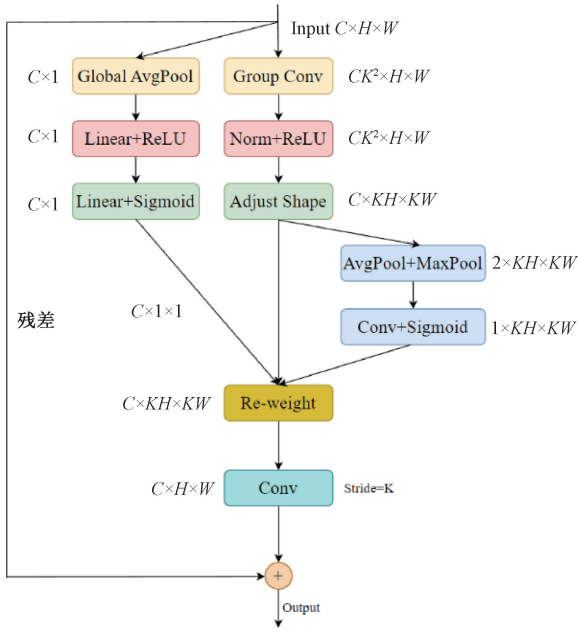 Input C×H×W
C×1 Global AvgPool Group Conv CK²×H×W
C×1 Linear+ReLU Norm+ReLU CK²×H×W
C×1 Linear+Sigmoid Adjust Shape C×KH×KW
AvgPool+MaxPool 2×KH×KW
残差 C×1×1 Conv+Sigmoid 1×KH×KW
C×KH×KW Re-weight
C×H×W Conv Stride=K
+
Output